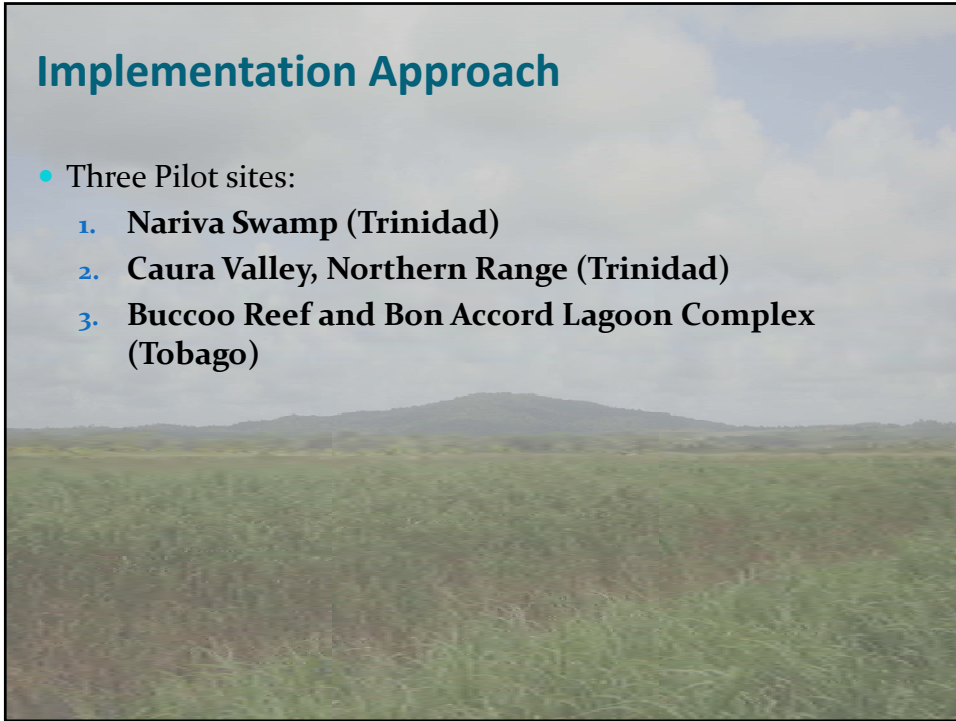 Implementation Approach
• Three Pilot sites:
1. Nariva Swamp (Trinidad)
2. Caura Valley, Northern Range (Trinidad)
3. Buccoo Reef and Bon Accord Lagoon Complex
(Tobago)